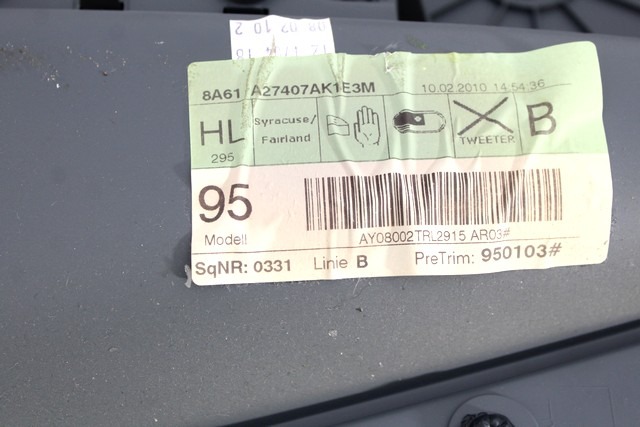 8A61 A27407AK1E3M 10.02.2010 14:54:36
HL
295
Syracuse/
Fairland
TWEETER
B
95
Modell
AY08002TRL2915 AR03#
SqNR: 0331 Linie B PreTrim: 950103#